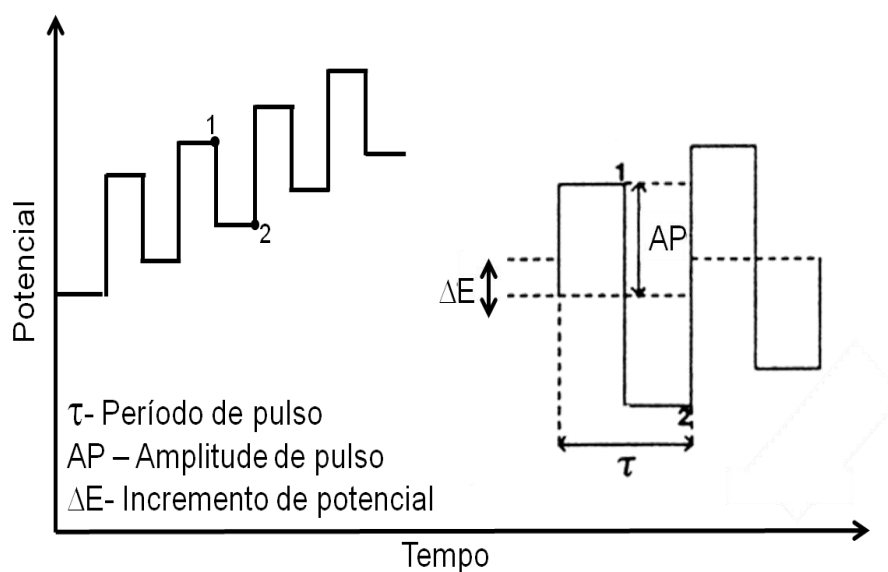 Potencial
1
2
1
AP
ΔE
2
τ
τ- Período de pulso
AP – Amplitude de pulso
ΔE- Incremento de potencial
Tempo